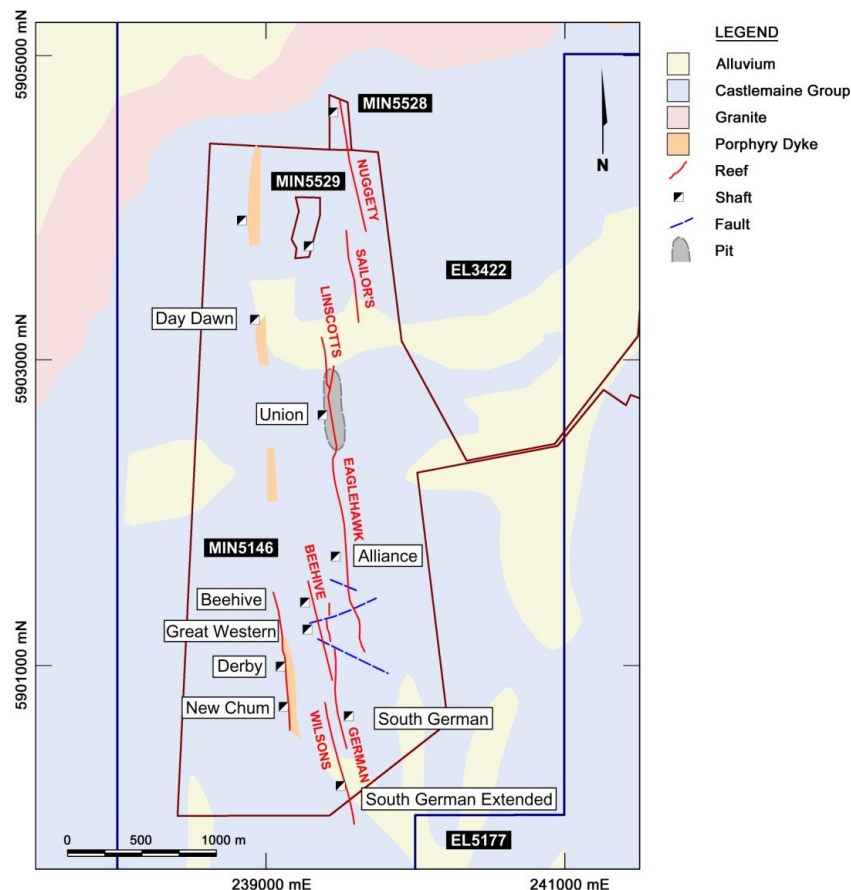 5905000 mN
5903000 mN
5901000 mN
239000 mE
241000 mE
MIN5528
MIN5529
NUGGETY
SAILOR'S
EL3422
LINSCOTTS
Day Dawn
Union
EAGLEHAWK
MIN5146
Alliance
BEEHIVE
Beehive
Great Western
Derby
New Chum
WILSONS
GERMAN
South German
South German Extended
EL5177
0 500 1000 m
N
LEGEND
Alluvium
Castlemaine Group
Granite
Porphyry Dyke
Reef
Shaft
Fault
Pit